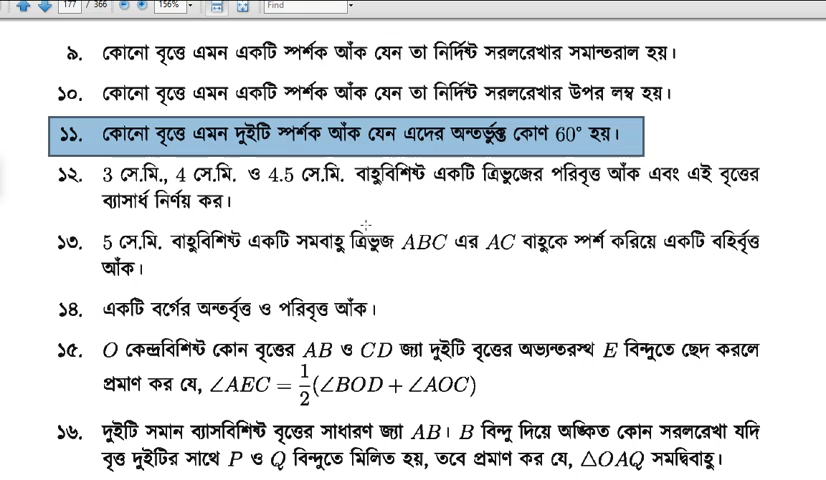 177 / 366 156% Find
৯. কোনো বৃত্তে এমন একটি স্পর্শক আঁক যেন তা নির্দিষ্ট সরলরেখার সমান্তরাল হয়।
১০. কোনো বৃত্তে এমন একটি স্পর্শক আঁক যেন তা নির্দিষ্ট সরলরেখার উপর লম্ব হয়।
১১. কোনো বৃত্তে এমন দুইটি স্পর্শক আঁক যেন এদের অন্তর্ভুক্ত কোণ 60° হয়।
১২. 3 সে.মি., 4 সে.মি. ও 4.5 সে.মি. বাহুবিশিষ্ট একটি ত্রিভুজের পরিবৃত্ত আঁক এবং এই বৃত্তের
ব্যাসার্ধ নির্ণয় কর।
১৩. 5 সে.মি. বাহুবিশিষ্ট একটি সমবাহু ত্রিভুজ ABC এর AC বাহুকে স্পর্শ করিয়ে একটি বহির্বৃত্ত
আঁক।
১৪. একটি বর্গের অন্তর্বৃত্ত ও পরিবৃত্ত আঁক।
১৫. O কেন্দ্রবিশিষ্ট কোন বৃত্তের AB ও CD জ্যা দুইটি বৃত্তের অভ্যন্তরস্থ E বিন্দুতে ছেদ করলে
প্রমাণ কর যে, ∠AEC = 1/2(∠BOD + ∠AOC)
১৬. দুইটি সমান ব্যাসবিশিষ্ট বৃত্তের সাধারণ জ্যা AB। B বিন্দু দিয়ে অঙ্কিত কোন সরলরেখা যদি
বৃত্ত দুইটির সাথে P ও Q বিন্দুতে মিলিত হয়, তবে প্রমাণ কর যে, △OAQ সমদ্বিবাহু।